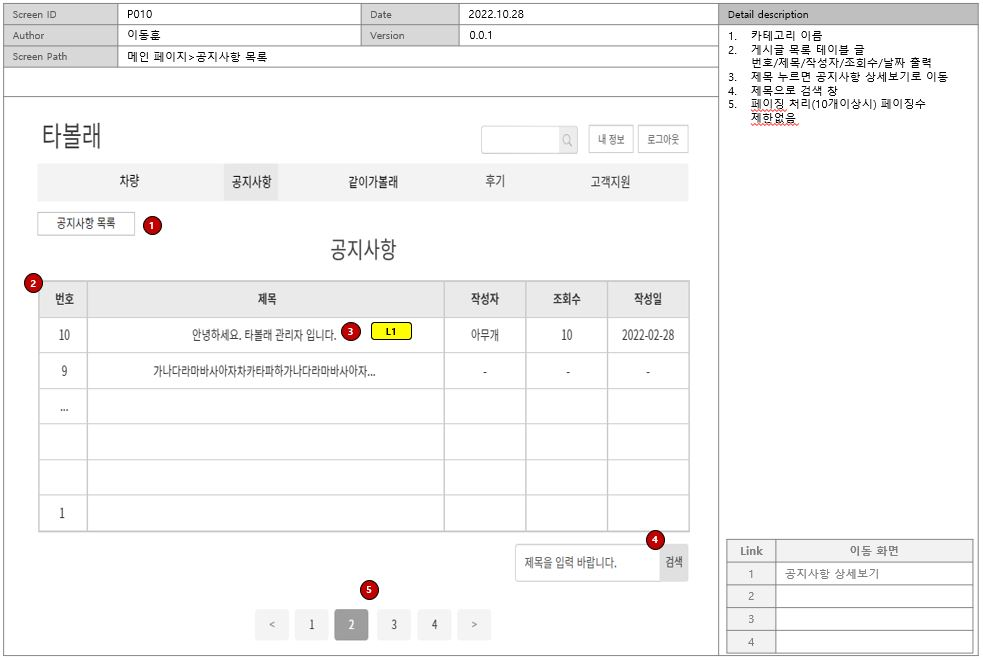 Screen ID P010 Date 2022.10.28
Author 이동훈 Version 0.0.1
Screen Path 메인 페이지>공지사항 목록
타볼래
내 정보 로그아웃
차량 공지사항 같이가볼래 후기 고객지원
공지사항 목록 1
공지사항
2
번호 제목 작성자 조회수 작성일
10 안녕하세요. 타볼래 관리자 입니다. 3 L1 아무개 10 2022-02-28
9 가나다라마바사아자차카타파하가나다라마바사아자... - - -
...
1
4
제목을 입력 바랍니다. 검색
5
< 1 2 3 4 >
Detail description
1. 카테고리 이름
2. 게시글 목록 테이블 글
번호/제목/작성자/조회수/날짜 출력
3. 제목 누르면 공지사항 상세보기로 이동
4. 제목으로 검색 창
5. 페이징 처리(10개이상시) 페이징수
제한없음
Link 이동 화면
1 공지사항 상세보기
2
3
4